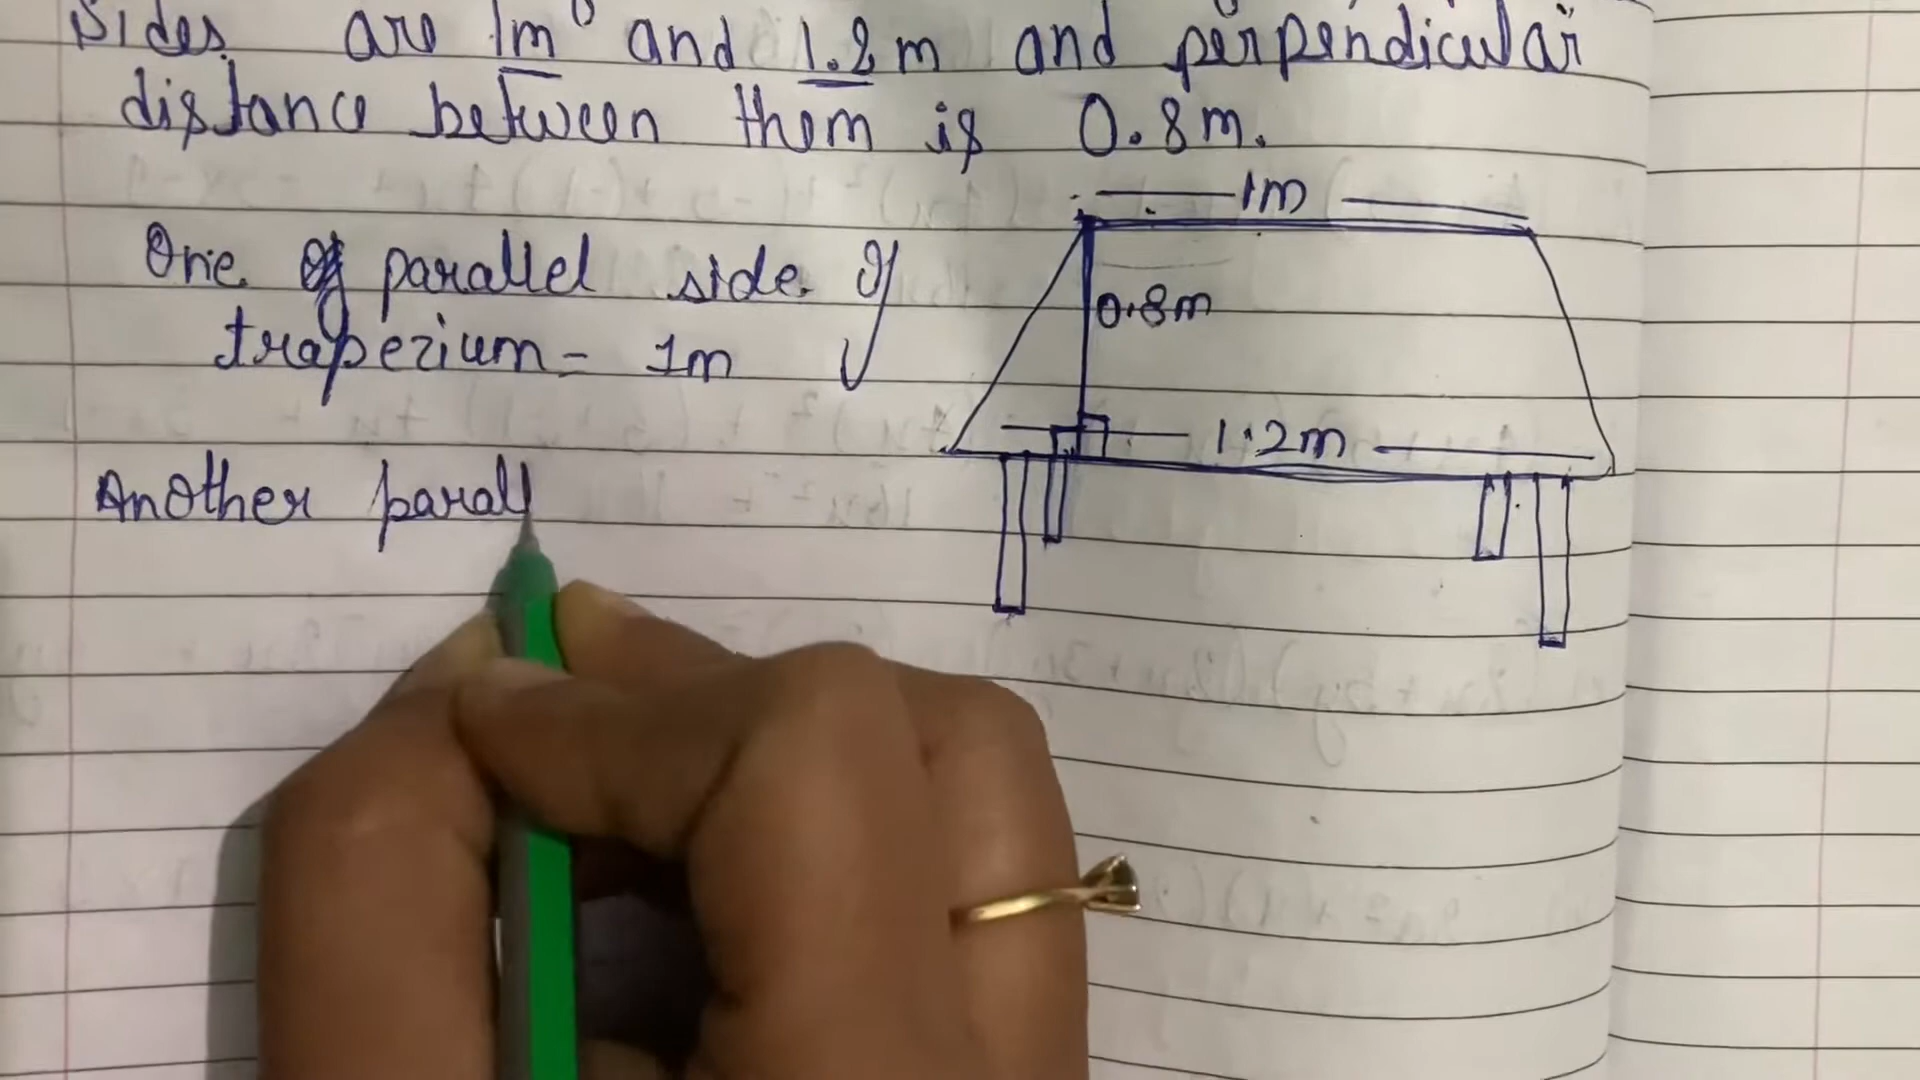 Sides are 1m and 1.2m and perpendicular
distance between them is 0.8m.
1m
One of parallel side of
0.8m
trapezium = 1m
1.2m
Another parall